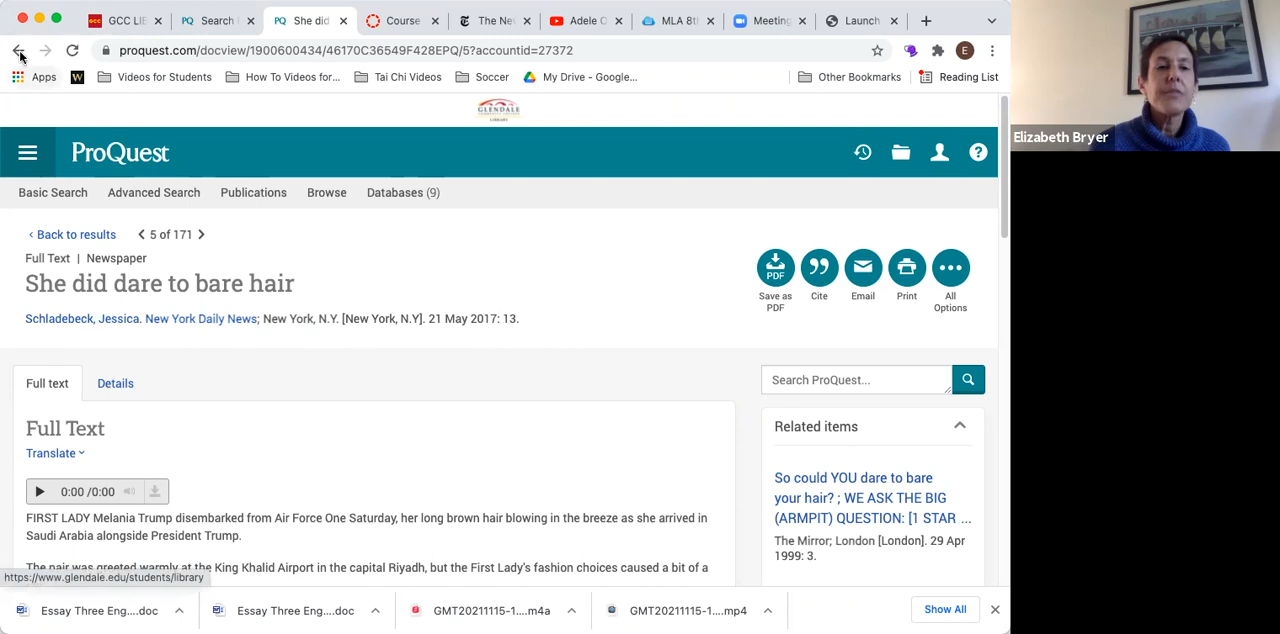 GCC LIE
PQ Search I
PQ She did
Course
The Ne
Adele O
MLA 8th
Meeting
Launch
proquest.com/docview/1900600434/46170C36549F428EPQ/5?accountid=27372
E
Apps
W
Videos for Students
How To Videos for...
Tai Chi Videos
Soccer
My Drive - Google...
Other Bookmarks
Reading List
Elizabeth Bryer
GLENDALE
LIBRARY
ProQuest
Basic Search Advanced Search Publications Browse Databases (9)
‹ Back to results 5 of 171
Full Text | Newspaper
She did dare to bare hair
Schladebeck, Jessica. New York Daily News; New York, N.Y. [New York, N.Y]. 21 May 2017: 13.
PDF
Save as PDF
Cite
Email
Print
All Options
Full text Details
Search ProQuest...
Full Text
Translate
0:00 /0:00
FIRST LADY Melania Trump disembarked from Air Force One Saturday, her long brown hair blowing in the breeze as she arrived in
Saudi Arabia alongside President Trump.
The pair was greeted warmly at the King Khalid Airport in the capital Riyadh, but the First Lady's fashion choices caused a bit of a
Related items
So could YOU dare to bare
your hair? ; WE ASK THE BIG
(ARMPIT) QUESTION: [1 STAR ...
The Mirror; London [London]. 29 Apr
1999: 3.
https://www.glendale.edu/students/library
Essay Three Eng....doc
Essay Three Eng....doc
GMT20211115-1....m4a
GMT20211115-1....mp4
Show All